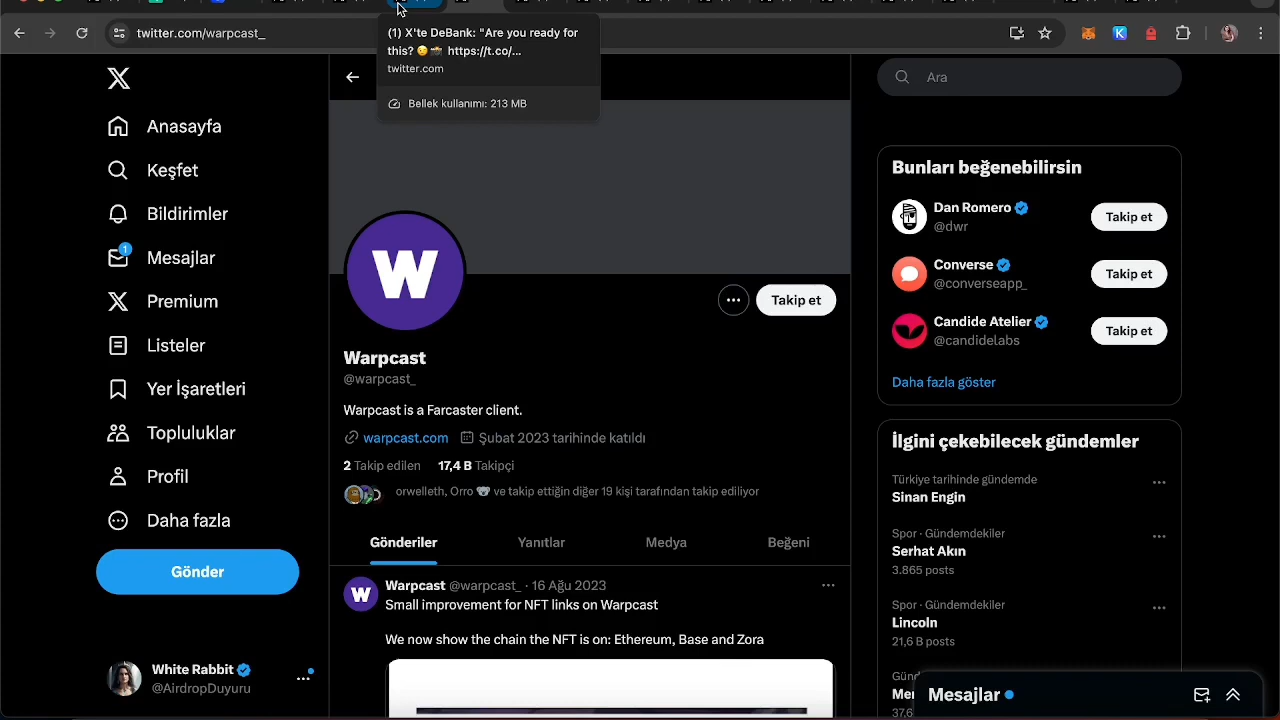 twitter.com/warpcast_
(1) X'te DeBank: "Are you ready for
this? 😉 📸 https://t.co/...
twitter.com
Bellek kullanımı: 213 MB
Anasayfa
Keşfet
Bildirimler
1
Mesajlar
Premium
Listeler
Yer İşaretleri
Topluluklar
Profil
Daha fazla
Gönder
White Rabbit
@AirdropDuyuru
W
Takip et
Warpcast
@warpcast_
Warpcast is a Farcaster client.
warpcast.com Şubat 2023 tarihinde katıldı
2 Takip edilen 17,4 B Takipçi
orwelleth, Orro 🐨 ve takip ettiğin diğer 19 kişi tarafından takip ediliyor
Gönderiler Yanıtlar Medya Beğeni
W
Warpcast @warpcast_ · 16 Ağu 2023
Small improvement for NFT links on Warpcast
We now show the chain the NFT is on: Ethereum, Base and Zora
Ara
Bunları beğenebilirsin
Dan Romero
@dwr
Takip et
Converse
@converseapp_
Takip et
Candide Atelier
@candidelabs
Takip et
Daha fazla göster
İlgini çekebilecek gündemler
Türkiye tarihinde gündemde
Sinan Engin
Spor · Gündemdekiler
Serhat Akın
3.865 posts
Spor · Gündemdekiler
Lincoln
21,6 B posts
Mesajlar